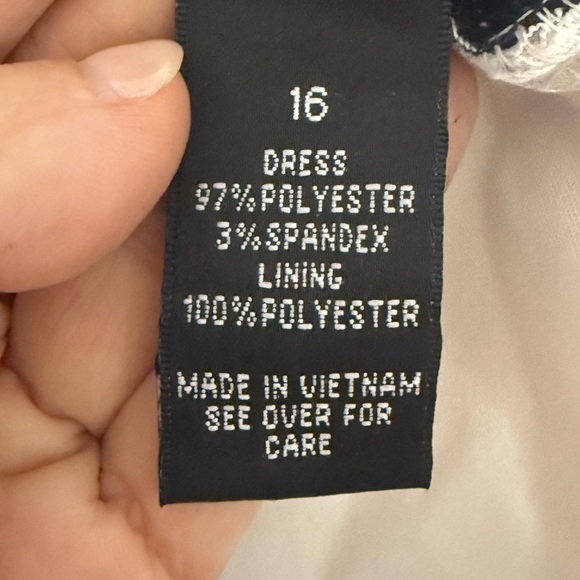 16
DRESS
97%POLYESTER
3%SPANDEX
LINING
100%POLYESTER
MADE IN VIETNAM
SEE OVER FOR
CARE